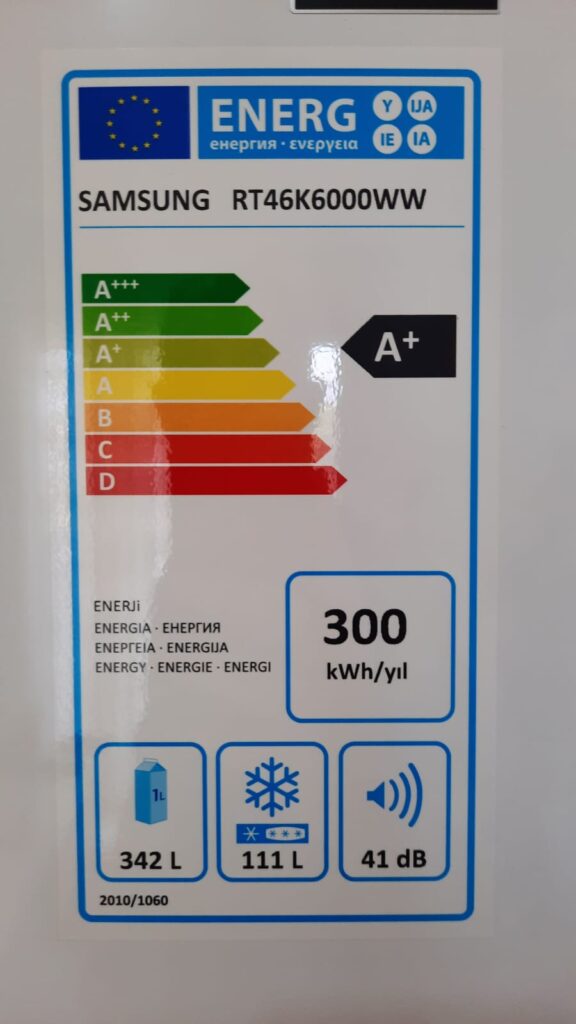 ENERG
енергия · ενεργεια
Y IJA
IE IA
SAMSUNG RT46K6000WW
A+++
A++
A+
A
B
C
D
A+
ENERJi
ENERGIA · ЕНЕРГИЯ
ΕΝΕΡΓΕΙΑ · ENERGIJA
ENERGY · ENERGIE · ENERGI
300
kWh/yıl
1L
342 L
111 L
41 dB
2010/1060